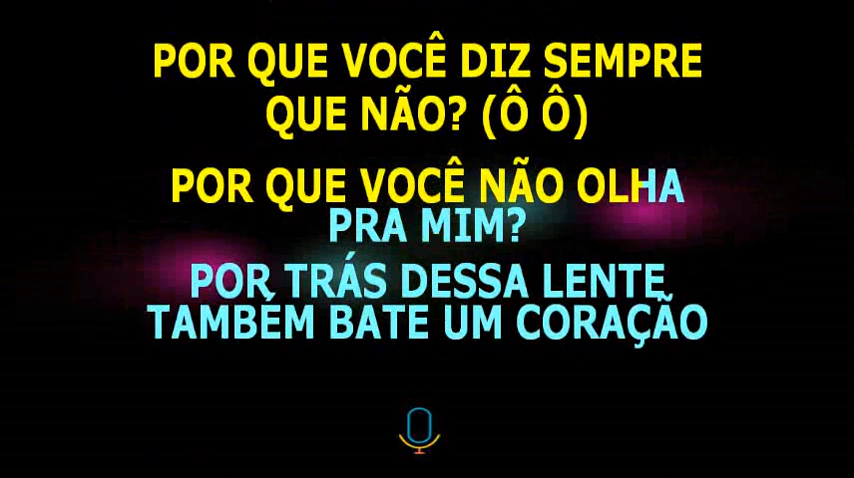 POR QUE VOCÊ DIZ SEMPRE
QUE NÃO? (Ô Ô)
POR QUE VOCÊ NÃO OLHA
PRA MIM?
POR TRÁS DESSA LENTE
TAMBÉM BATE UM CORAÇÃO